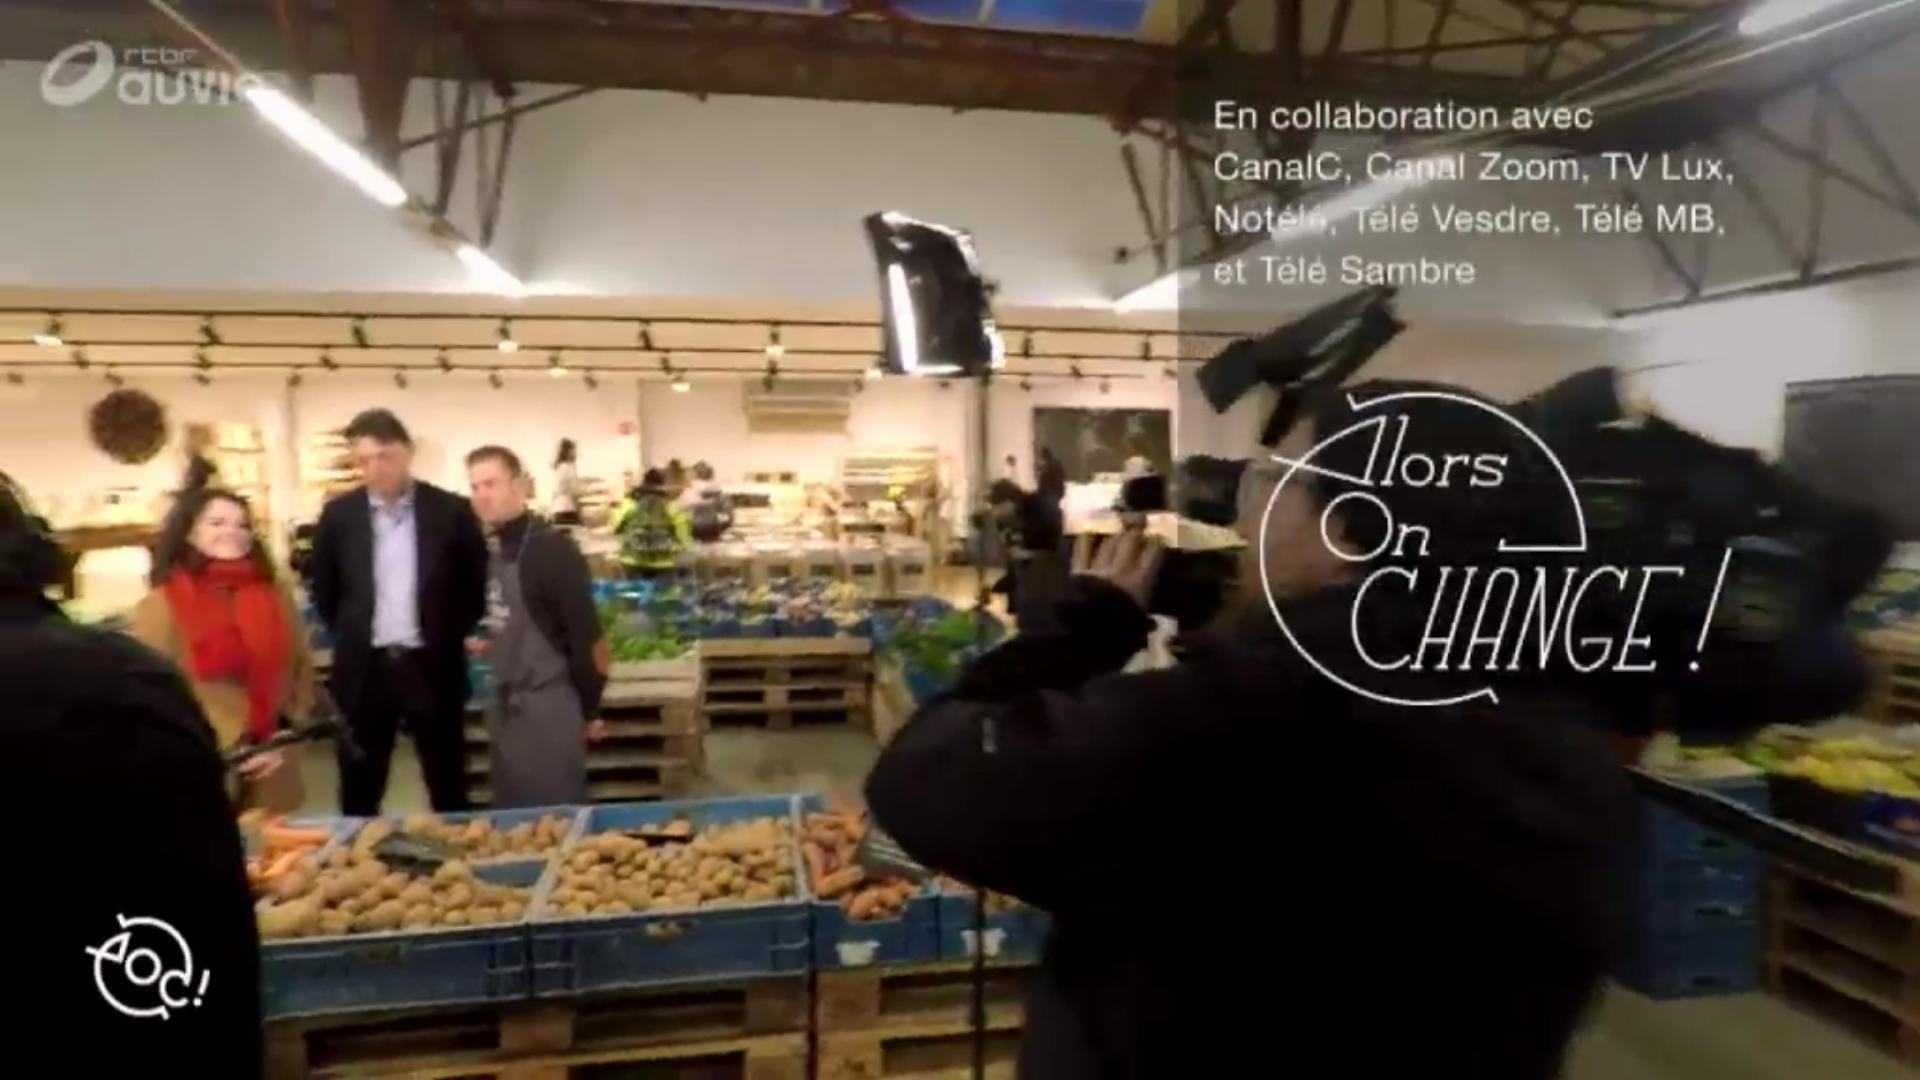 rtbf
auvio
En collaboration avec
CanalC, Canal Zoom, TV Lux,
Notélé, Télé Vesdre, Télé MB,
et Télé Sambre
Alors
On
CHANGE !
AOC!